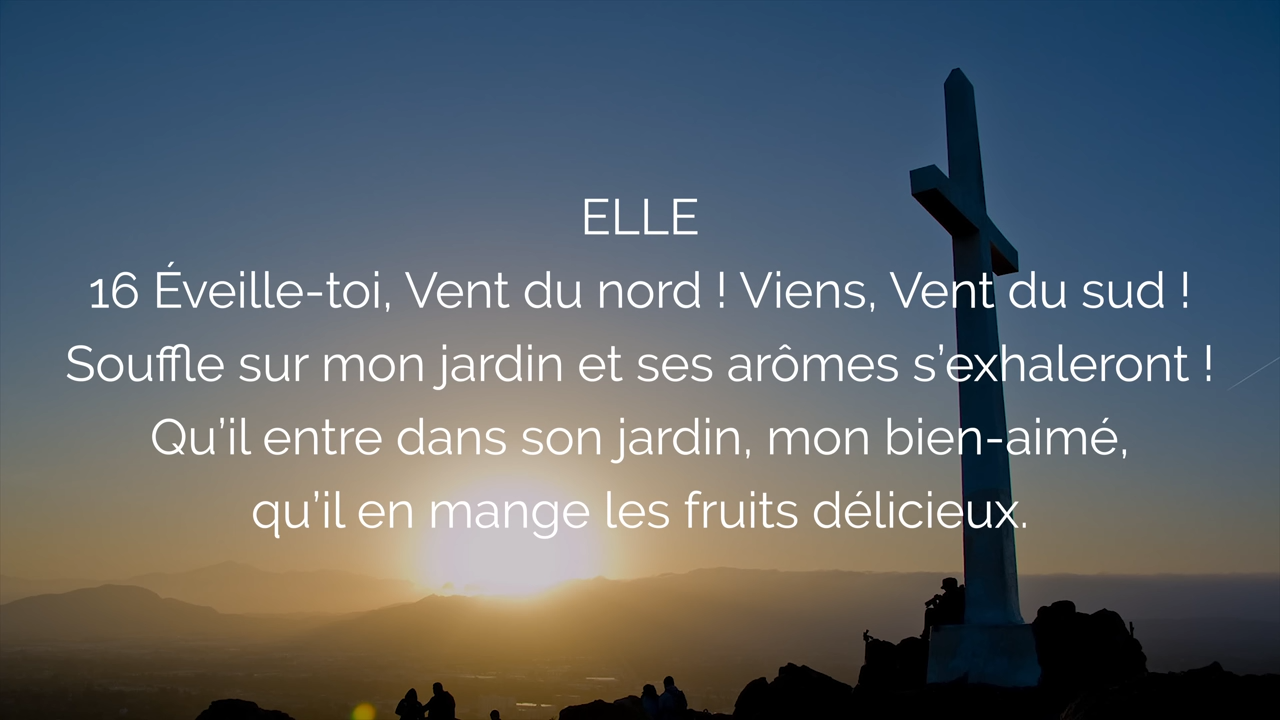 ELLE
16 Éveille-toi, Vent du nord ! Viens, Vent du sud !
Souffle sur mon jardin et ses arômes s’exhaleront !
Qu’il entre dans son jardin, mon bien-aimé,
qu’il en mange les fruits délicieux.